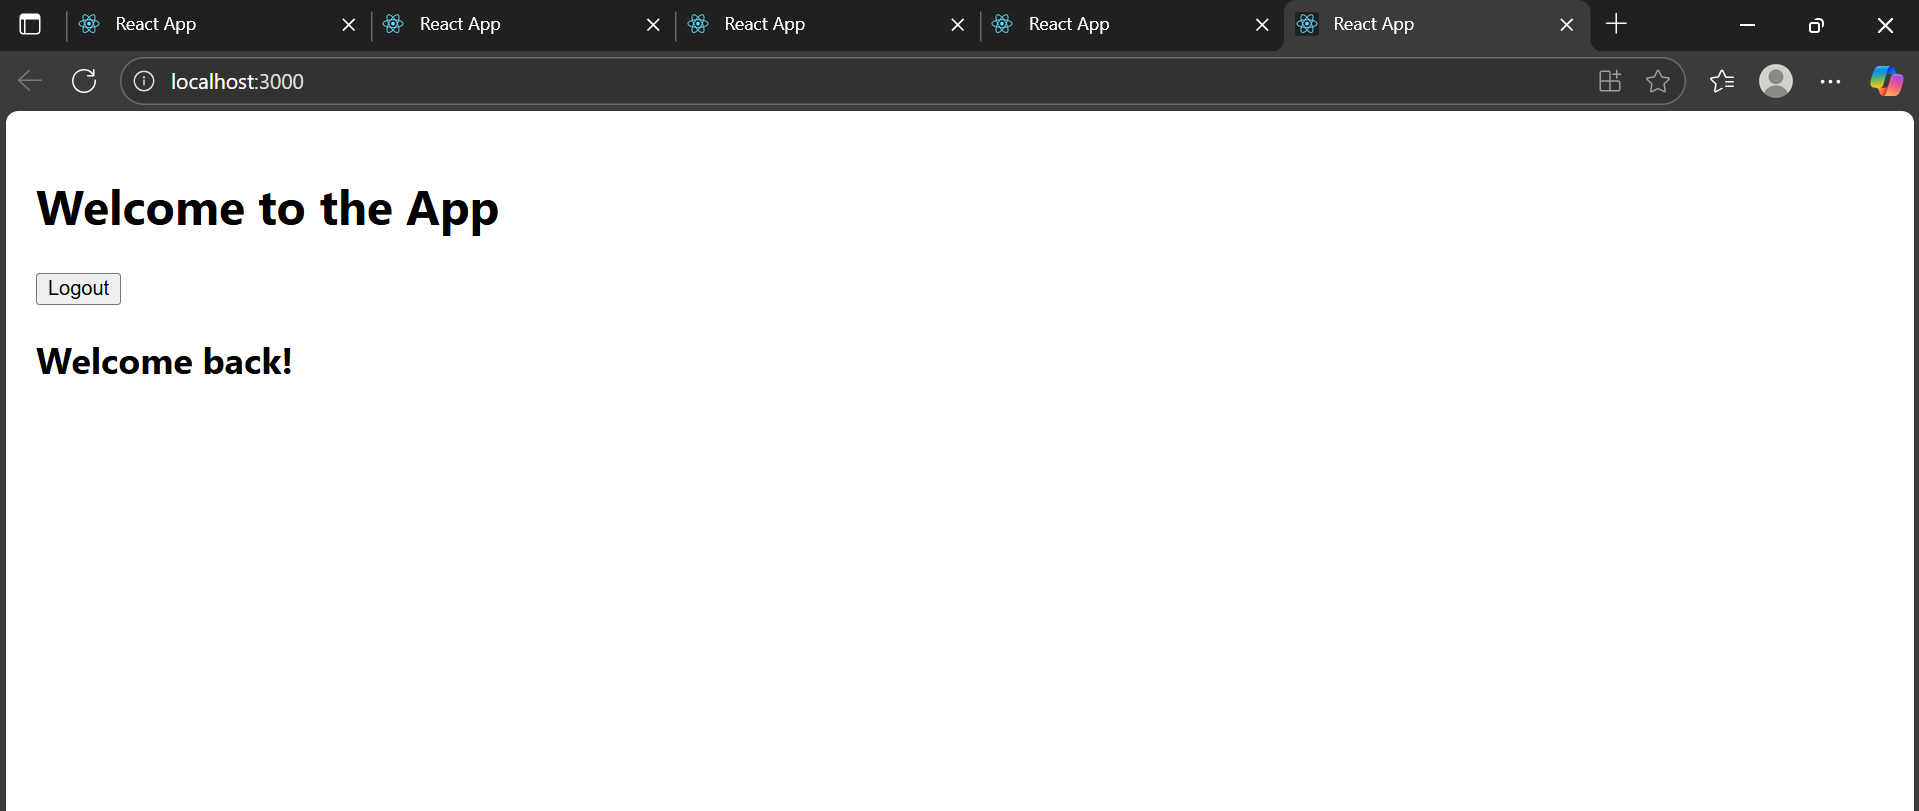 React App React App React App React App React App
localhost:3000
Welcome to the App
Logout
Welcome back!